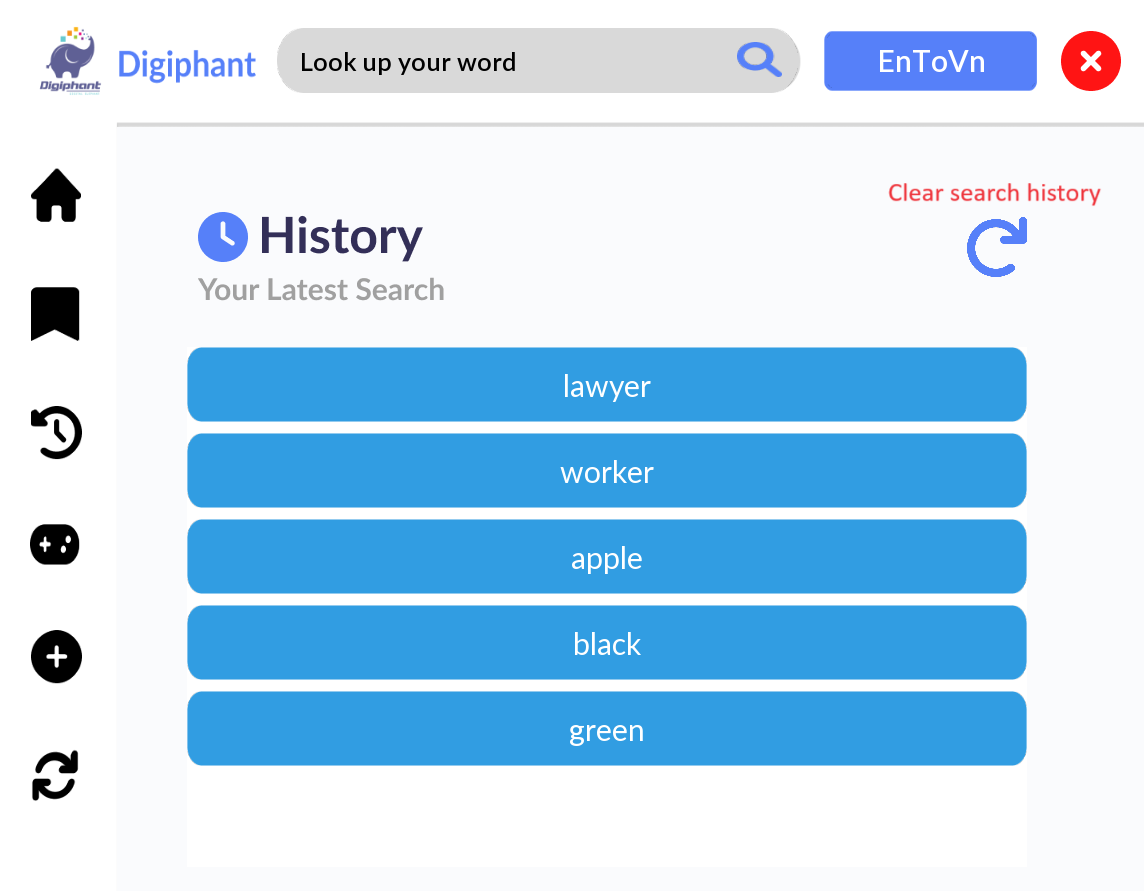 Digiphant
Digiphant
Look up your word
EnToVn
Clear search history
History
Your Latest Search
lawyer
worker
apple
black
green